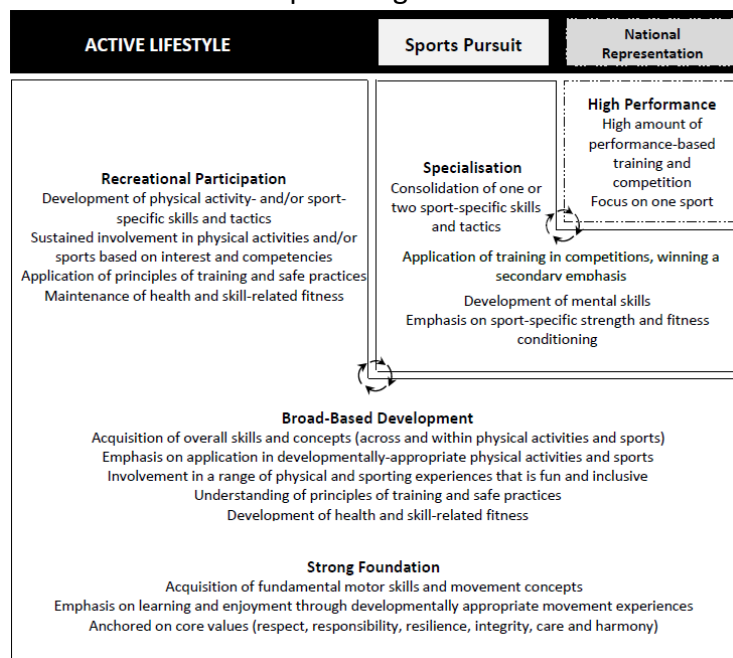 ACTIVE LIFESTYLE
Sports Pursuit
National
Representation
High Performance
High amount of
performance-based
training and
competition
Focus on one sport
Specialisation
Consolidation of one or
two sport-specific skills
and tactics
Application of training in competitions, winning a
secondary emphasis
Development of mental skills
Emphasis on sport-specific strength and fitness
conditioning
Recreational Participation
Development of physical activity- and/or sport-
specific skills and tactics
Sustained involvement in physical activities and/or
sports based on interest and competencies
Application of principles of training and safe practices
Maintenance of health and skill-related fitness
Broad-Based Development
Acquisition of overall skills and concepts (across and within physical activities and sports)
Emphasis on application in developmentally-appropriate physical activities and sports
Involvement in a range of physical and sporting experiences that is fun and inclusive
Understanding of principles of training and safe practices
Development of health and skill-related fitness
Strong Foundation
Acquisition of fundamental motor skills and movement concepts
Emphasis on learning and enjoyment through developmentally appropriate movement experiences
Anchored on core values (respect, responsibility, resilience, integrity, care and harmony)